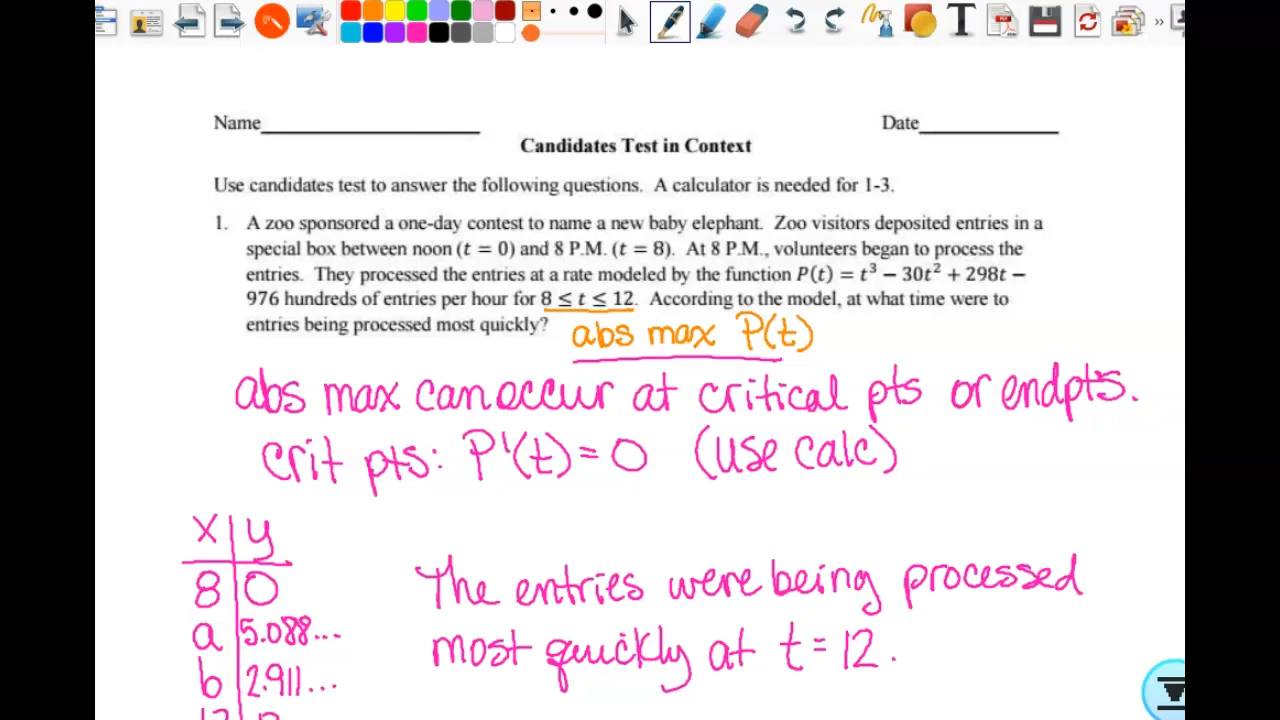 Name____________________ Date____________
Candidates Test in Context
Use candidates test to answer the following questions. A calculator is needed for 1-3.
1. A zoo sponsored a one-day contest to name a new baby elephant. Zoo visitors deposited entries in a
special box between noon (t = 0) and 8 P.M. (t = 8). At 8 P.M., volunteers began to process the
entries. They processed the entries at a rate modeled by the function P(t) = t³ − 30t² + 298t −
976 hundreds of entries per hour for 8 ≤ t ≤ 12. According to the model, at what time were to
entries being processed most quickly? abs max P(t)
abs max can occur at critical pts or endpts.
crit pts: P'(t) = 0 (use calc)
x | y
8 | 0
a | 5.088...
b | 2.911...
The entries were being processed
most quickly at t = 12.